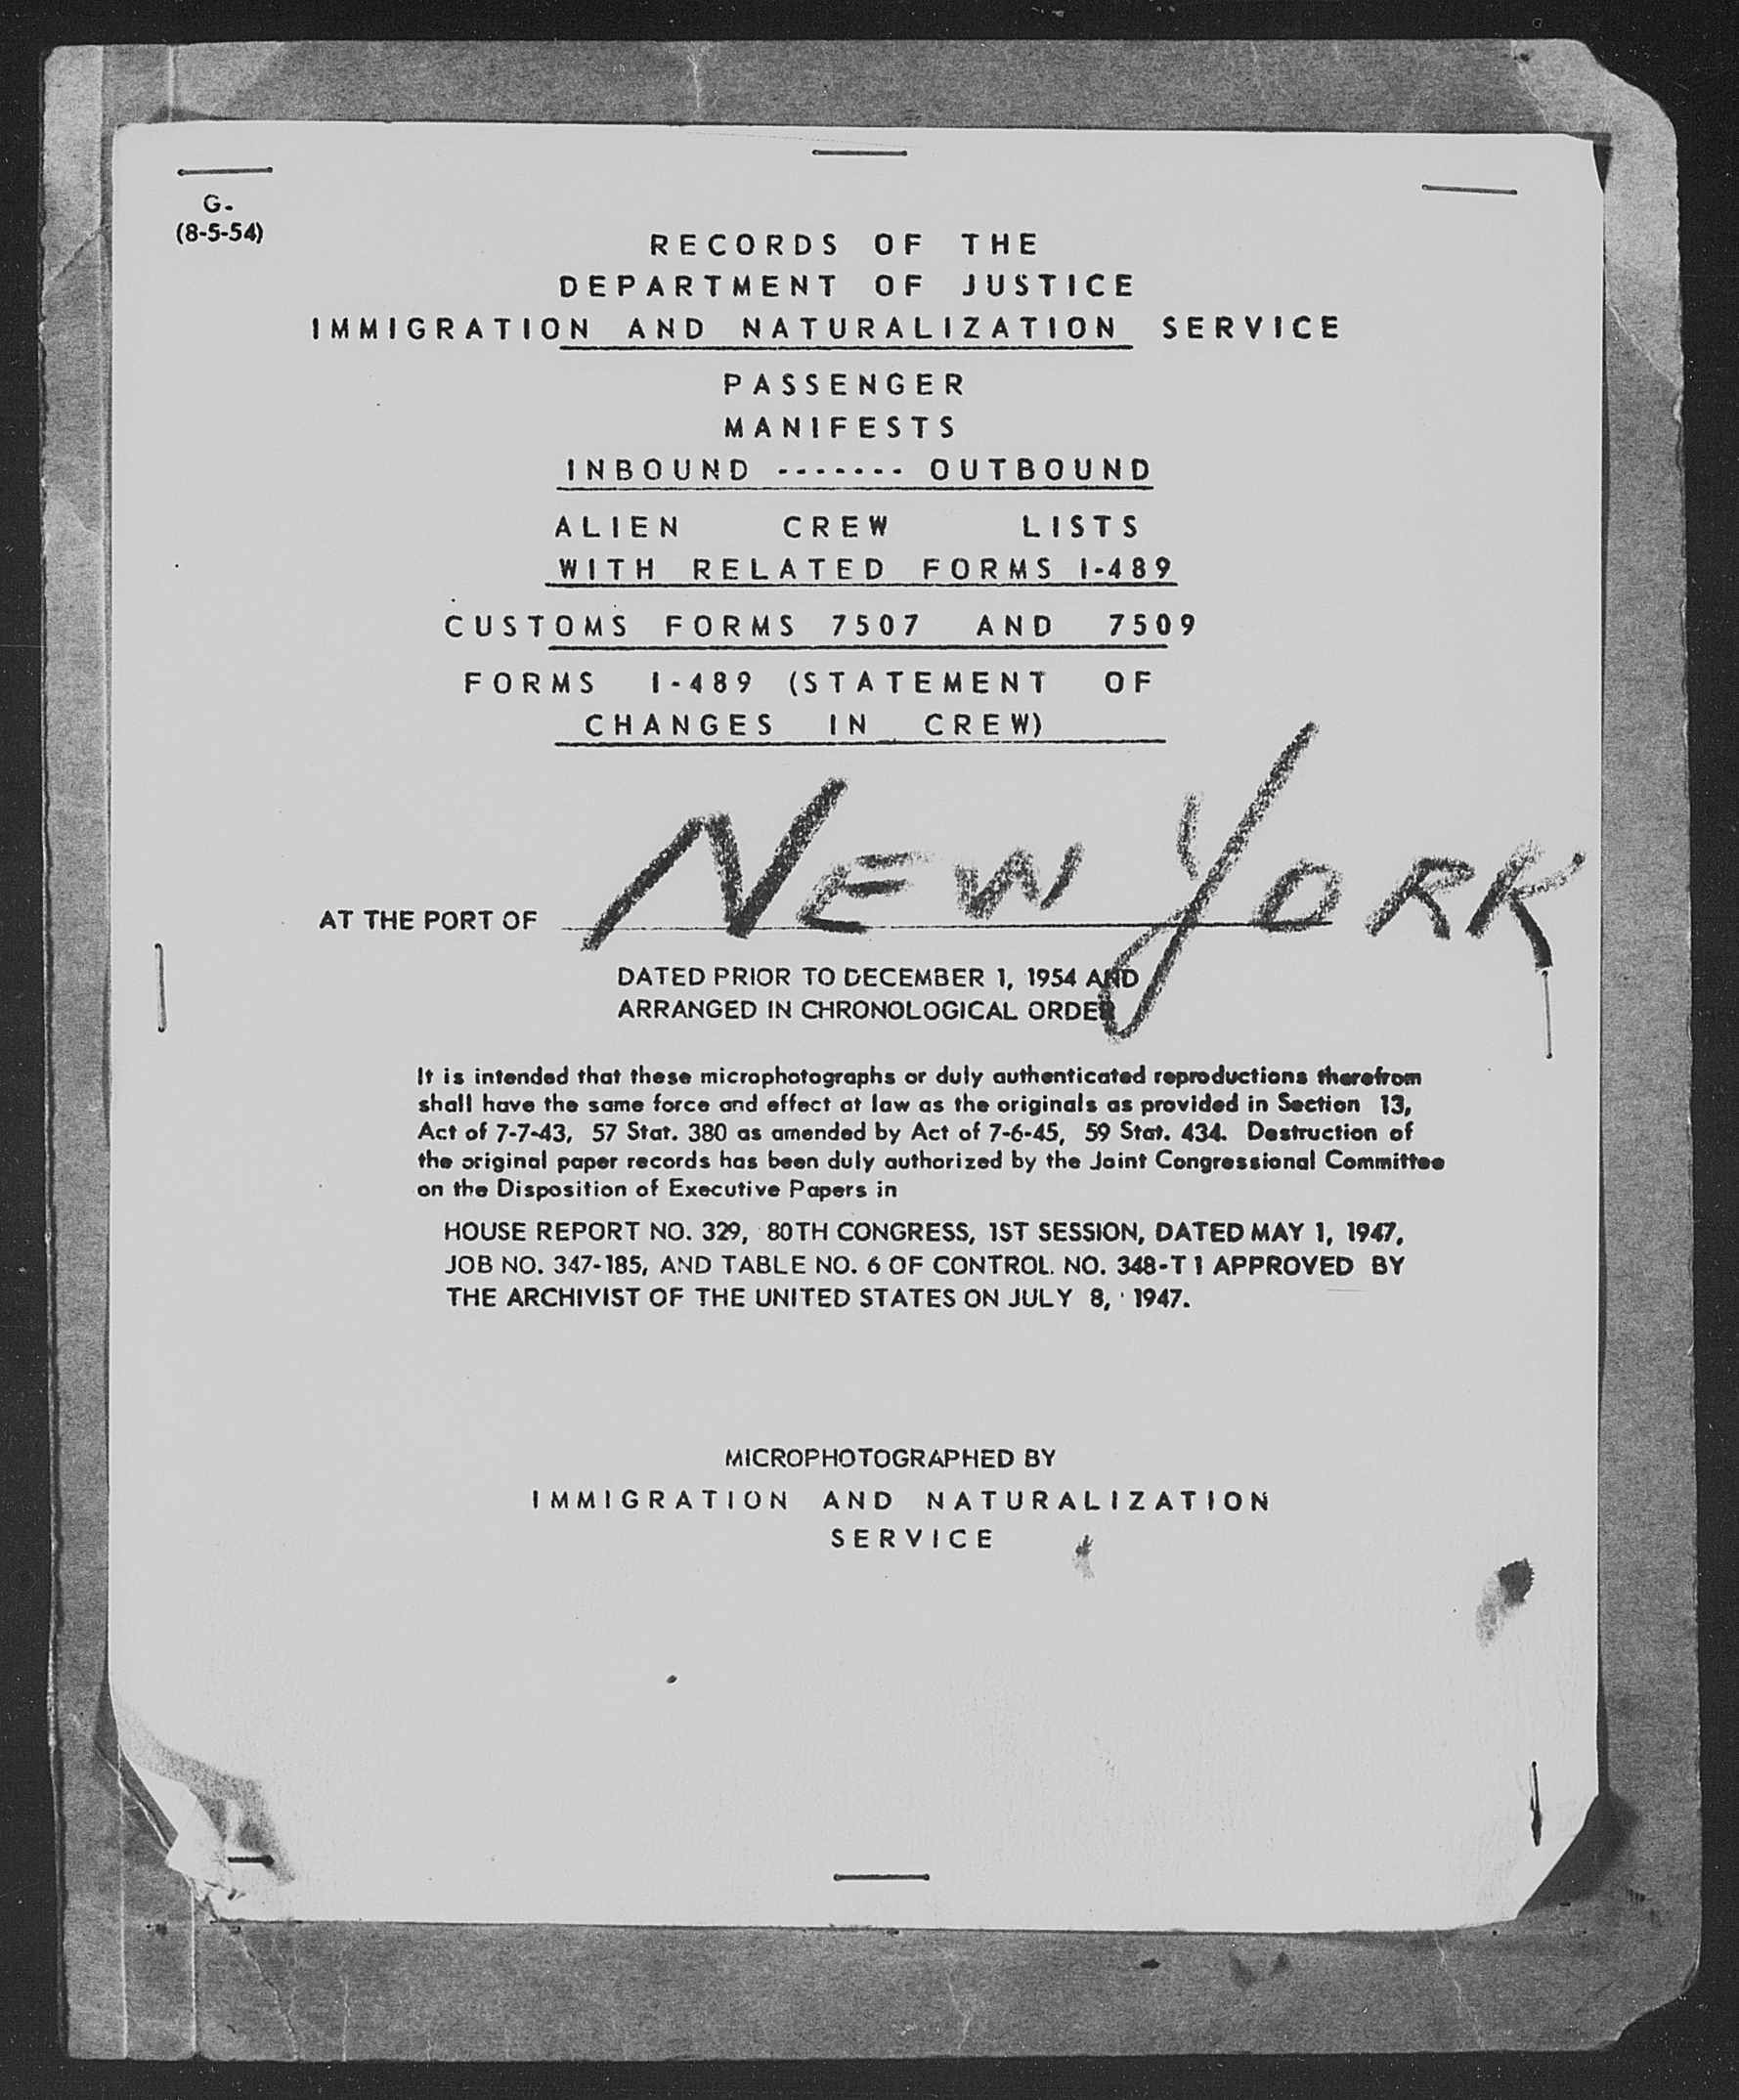 G.
(8-5-54)
RECORDS OF THE
DEPARTMENT OF JUSTICE
IMMIGRATION AND NATURALIZATION SERVICE
PASSENGER
MANIFESTS
INBOUND ------- OUTBOUND
ALIEN CREW LISTS
WITH RELATED FORMS I-489
CUSTOMS FORMS 7507 AND 7509
FORMS I-489 (STATEMENT OF
CHANGES IN CREW)
AT THE PORT OF NEW YORK
DATED PRIOR TO DECEMBER 1, 1954 AND
ARRANGED IN CHRONOLOGICAL ORDER
It is intended that these microphotographs or duly authenticated reproductions therefrom
shall have the same force and effect at law as the originals as provided in Section 13,
Act of 7-7-43, 57 Stat. 380 as amended by Act of 7-6-45, 59 Stat. 434. Destruction of
the original paper records has been duly authorized by the Joint Congressional Committee
on the Disposition of Executive Papers in
HOUSE REPORT NO. 329, 80TH CONGRESS, 1ST SESSION, DATED MAY 1, 1947,
JOB NO. 347-185, AND TABLE NO. 6 OF CONTROL. NO. 348-T1 APPROVED BY
THE ARCHIVIST OF THE UNITED STATES ON JULY 8, 1947.
MICROPHOTOGRAPHED BY
IMMIGRATION AND NATURALIZATION
SERVICE